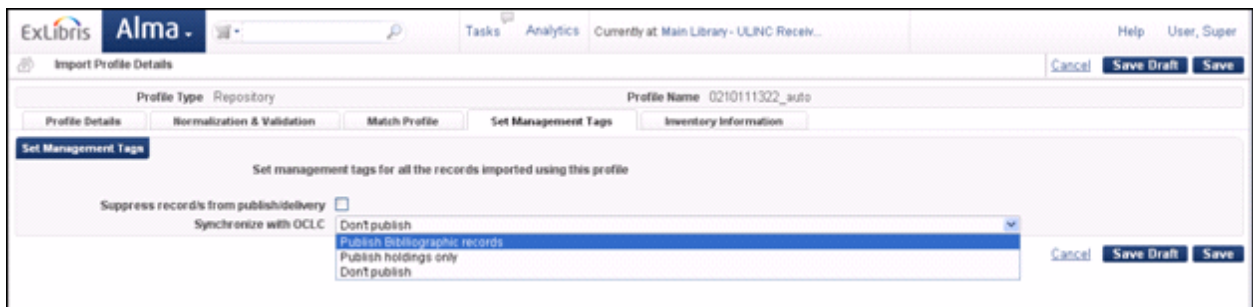 ExLibris Alma Tasks Analytics Currently at Main Library - ULINC Receiv... Help User, Super
Import Profile Details Cancel Save Draft Save
Profile Type Repository Profile Name 0210111322_auto
Profile Details Normalization & Validation Match Profile Set Management Tags Inventory Information
Set Management Tags
Set management tags for all the records imported using this profile
Suppress record/s from publish/delivery
Synchronize with OCLC Don't publish
Publish Bibliographic records
Publish holdings only
Don't publish
Cancel Save Draft Save